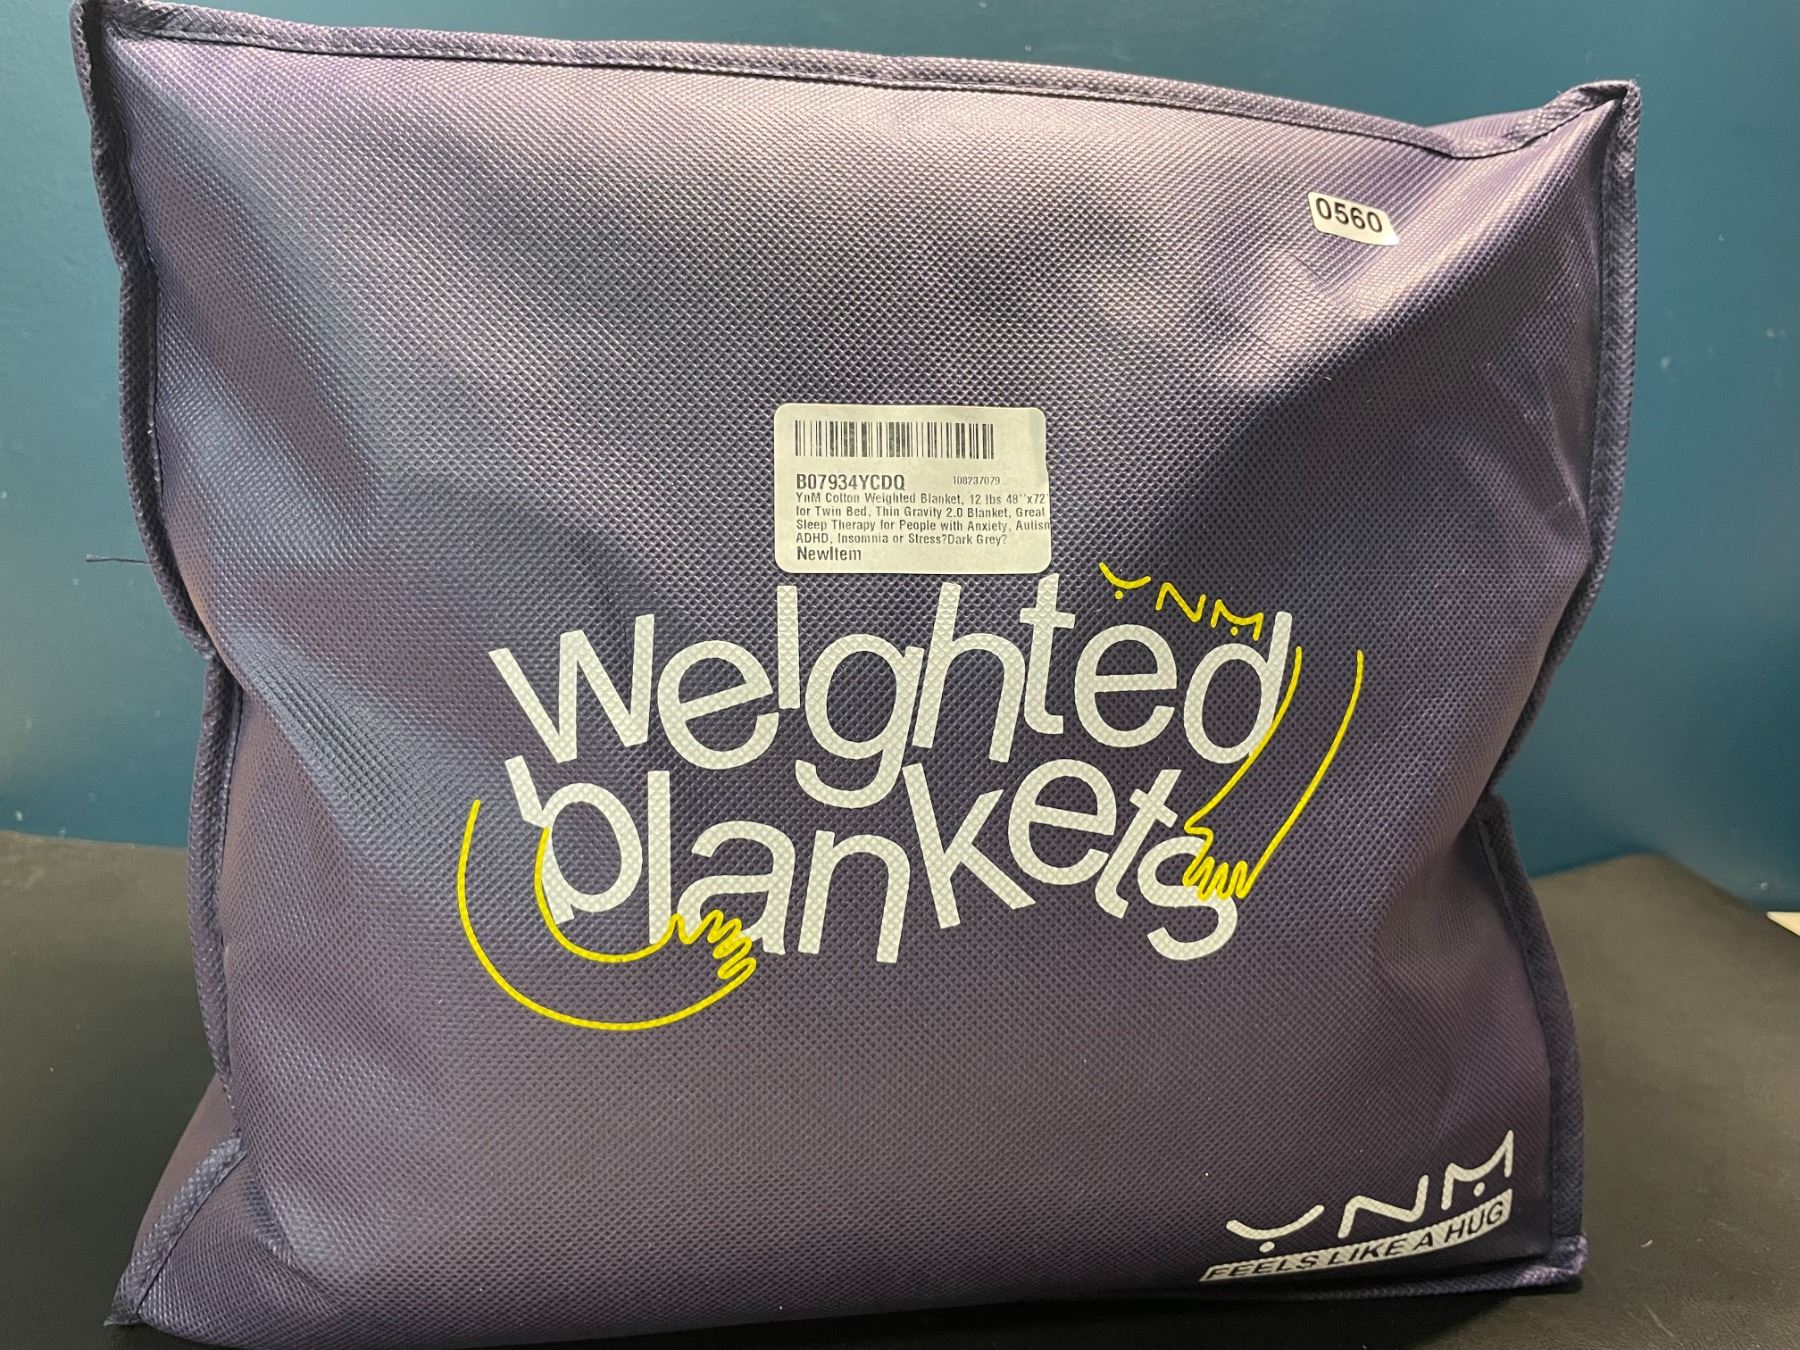 0560
B07934YCDQ 108237079
YnM Cotton Weighted Blanket, 12 lbs 48''x72'
for Twin Bed, Thin Gravity 2.0 Blanket, Great
Sleep Therapy for People with Anxiety, Autism
ADHD, Insomnia or Stress?Dark Grey?
NewItem
YNM
weighted
blankets
YNM
FEELS LIKE A HUG